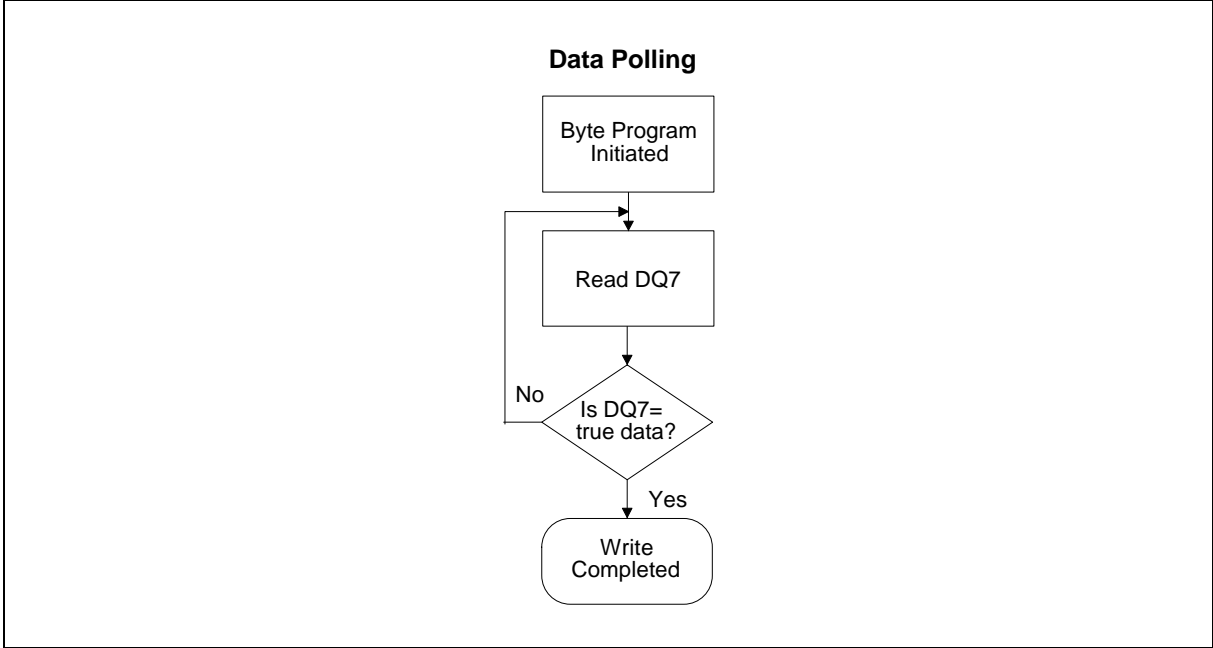 Data Polling
Byte Program
Initiated
Read DQ7
No
Is DQ7=
true data?
Yes
Write
Completed